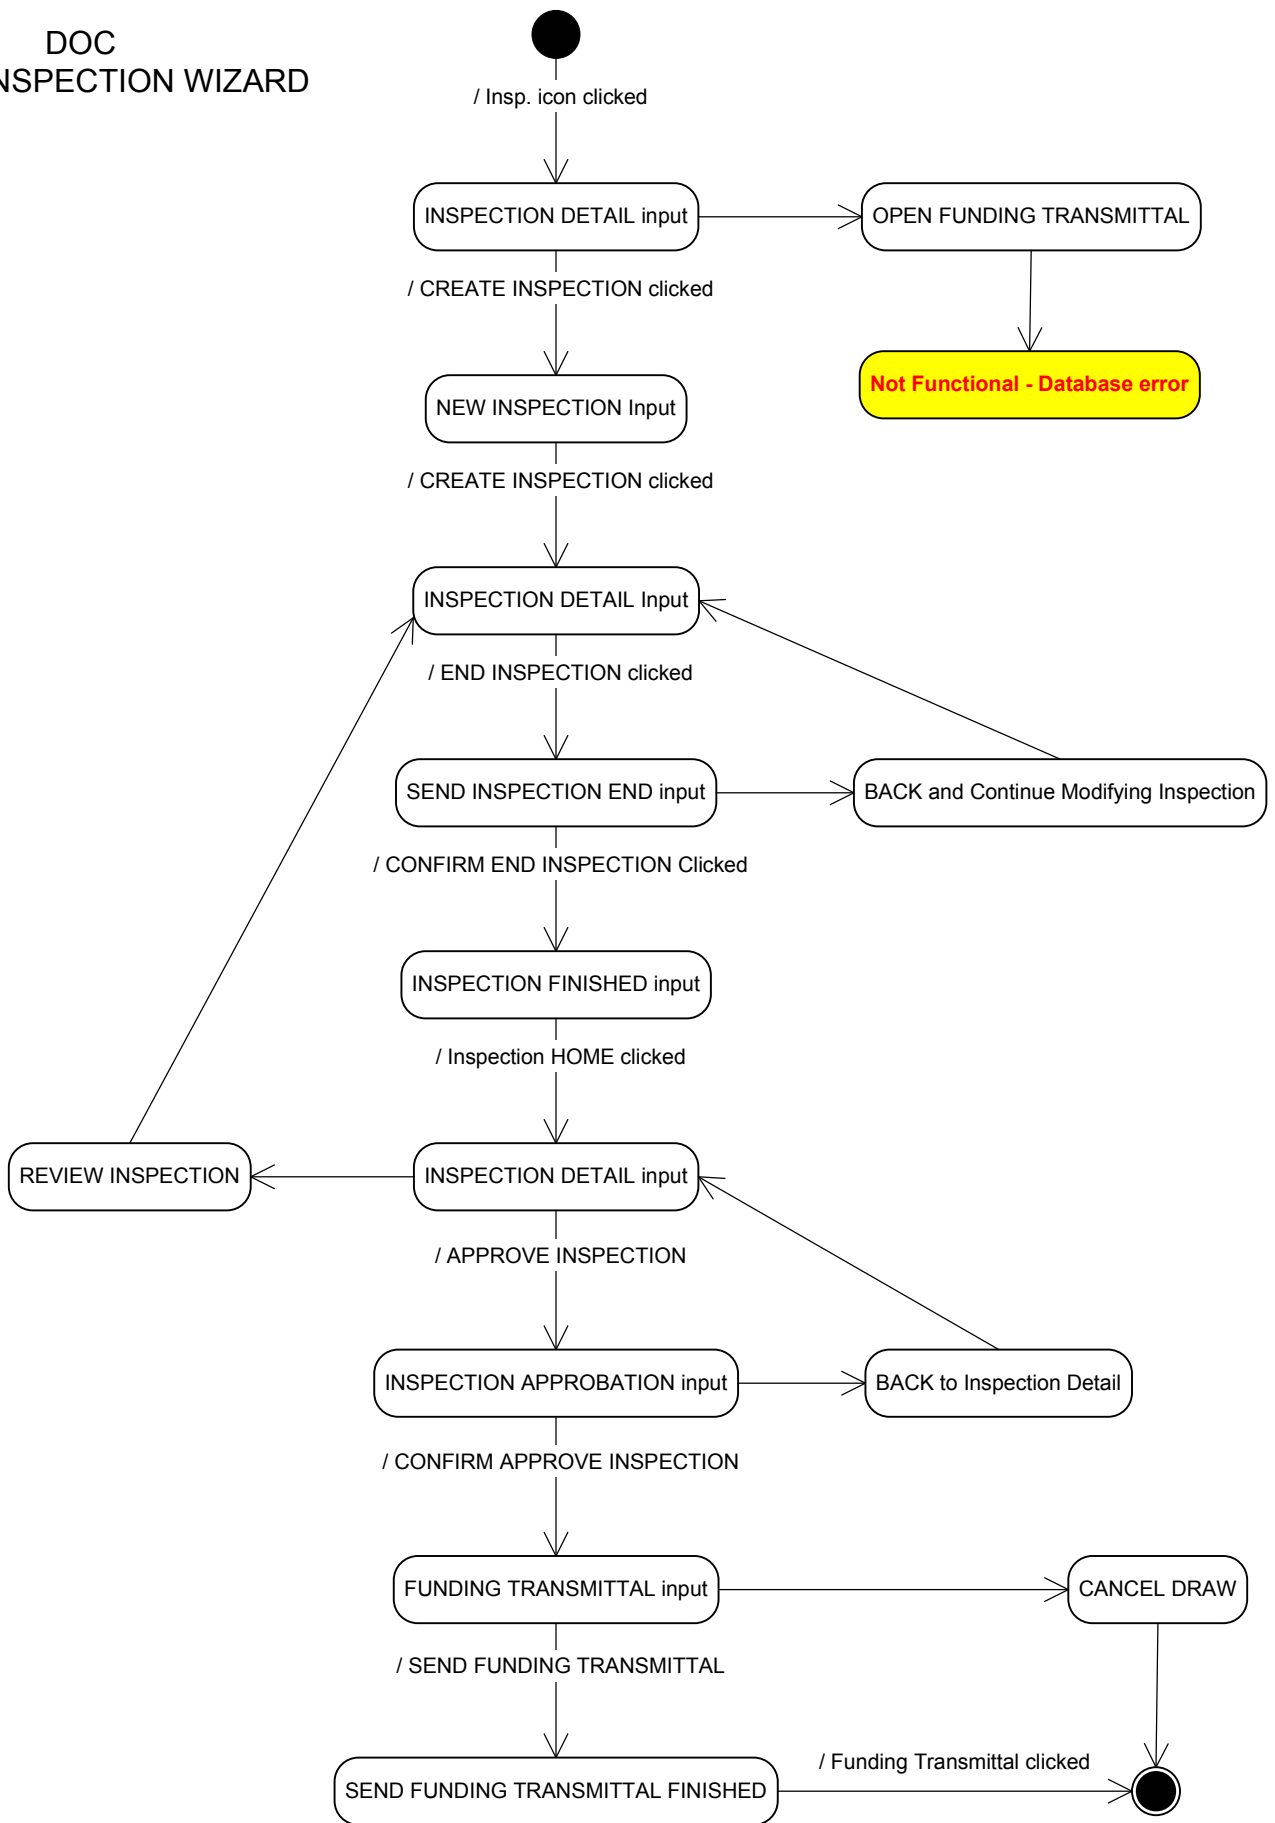 DOC
NSPECTION WIZARD
/ Insp. icon clicked
INSPECTION DETAIL input
OPEN FUNDING TRANSMITTAL
/ CREATE INSPECTION clicked
Not Functional - Database error
NEW INSPECTION Input
/ CREATE INSPECTION clicked
INSPECTION DETAIL Input
/ END INSPECTION clicked
SEND INSPECTION END input
BACK and Continue Modifying Inspection
/ CONFIRM END INSPECTION Clicked
INSPECTION FINISHED input
/ Inspection HOME clicked
REVIEW INSPECTION
INSPECTION DETAIL input
/ APPROVE INSPECTION
INSPECTION APPROBATION input
BACK to Inspection Detail
/ CONFIRM APPROVE INSPECTION
FUNDING TRANSMITTAL input
CANCEL DRAW
/ SEND FUNDING TRANSMITTAL
/ Funding Transmittal clicked
SEND FUNDING TRANSMITTAL FINISHED